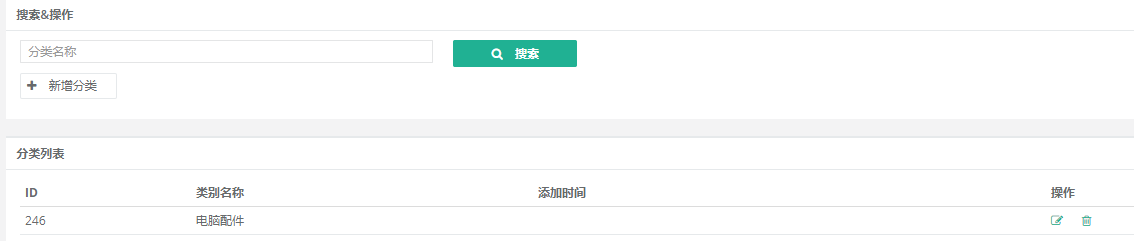 搜索&操作
分类名称 搜索
新增分类
分类列表
ID 类别名称 添加时间 操作
246 电脑配件